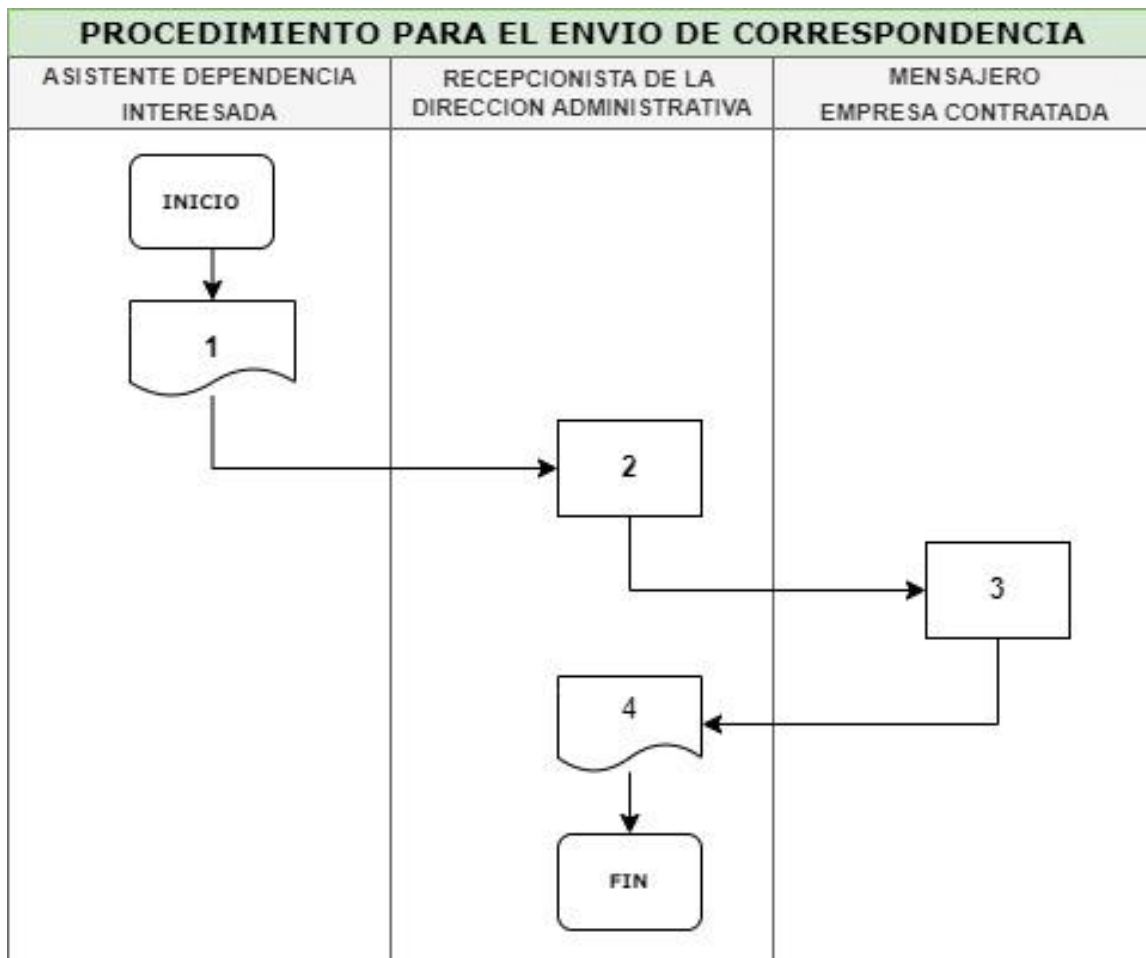 PROCEDIMIENTO PARA EL ENVIO DE CORRESPONDENCIA
ASISTENTE DEPENDENCIA
INTERESADA
RECEPCIONISTA DE LA
DIRECCION ADMINISTRATIVA
MENSAJERO
EMPRESA CONTRATADA
INICIO
1
2
3
4
FIN